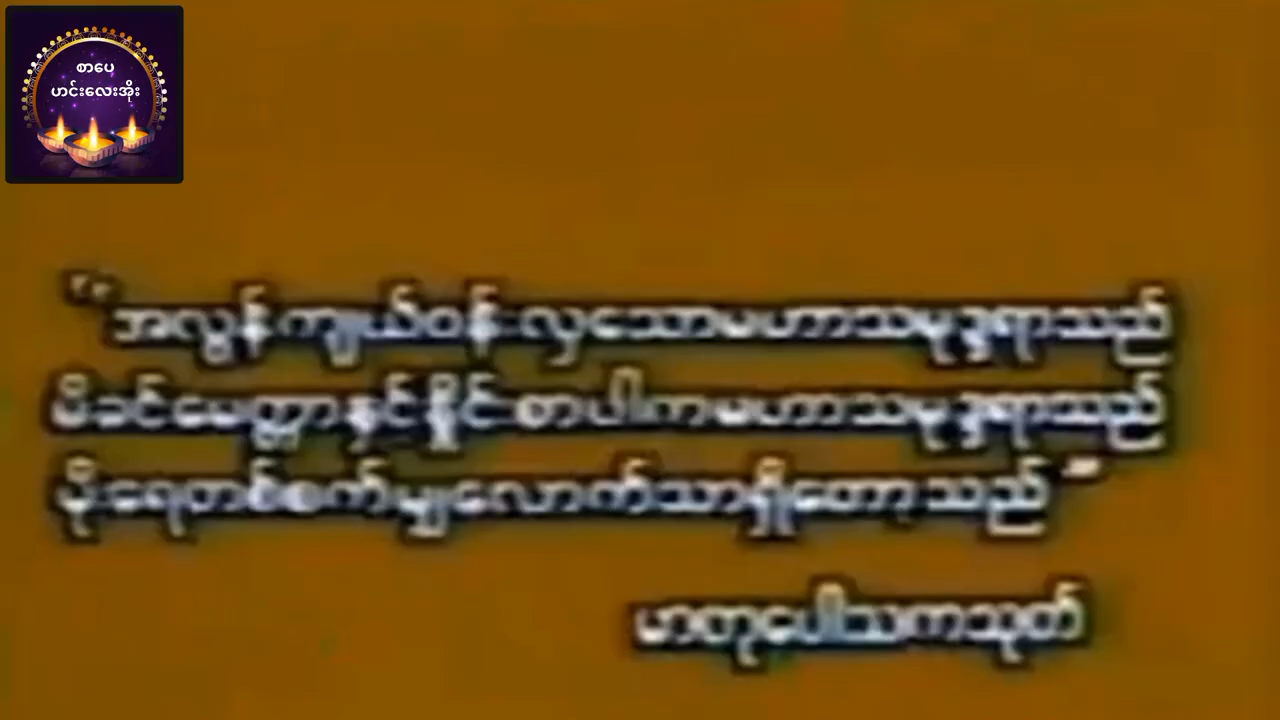 စာပေ
ဟင်းလေးအိုး
"အလွန်ကျယ်ဝန်းလှသောမဟာသမုဒ္ဒရာသည်
မိခင်မေတ္တာနှင့်နှိုင်းစာပါကမဟာသမုဒ္ဒရာသည်
မိုးရေတစ်စက်မျှလောက်သာရှိတော့သည်"
မာတုပေါသကသုတ်